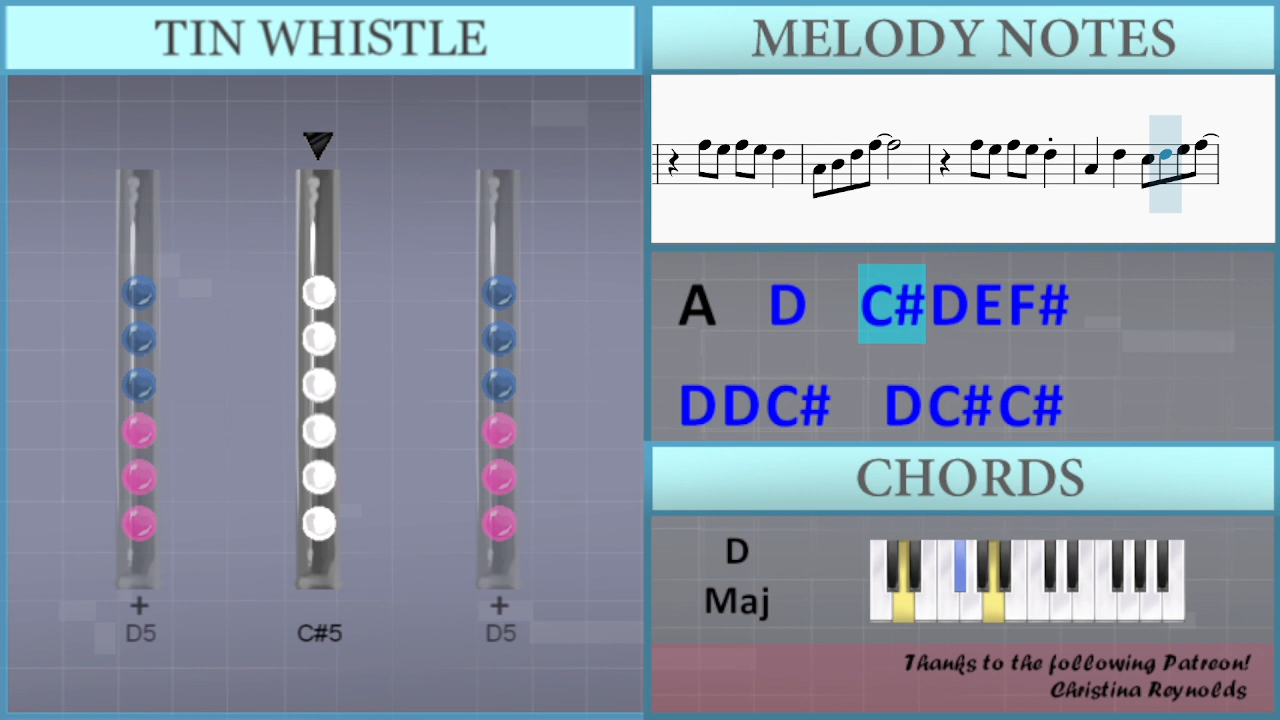 TIN WHISTLE
+
D5
C#5
+
D5
MELODY NOTES
A D C#DEF#
DDC# DC#C#
CHORDS
D
Maj
Thanks to the following Patreon!
Christina Reynolds